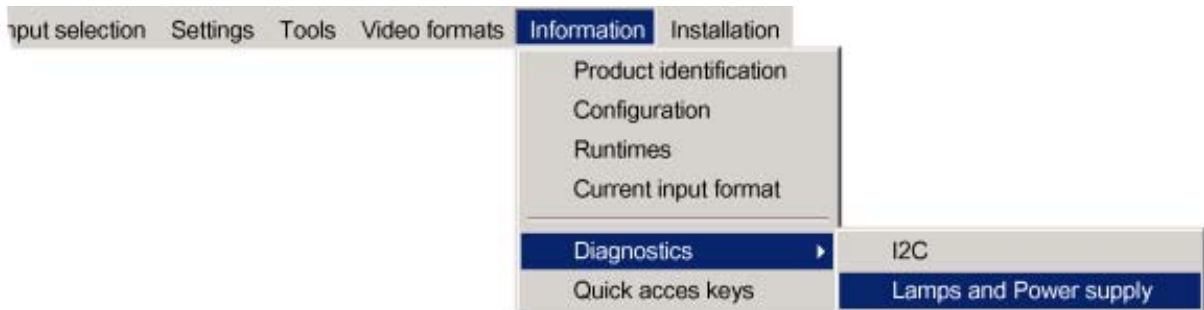 nput selection Settings Tools Video formats Information Installation
Product identification
Configuration
Runtimes
Current input format
Diagnostics I2C
Quick acces keys Lamps and Power supply